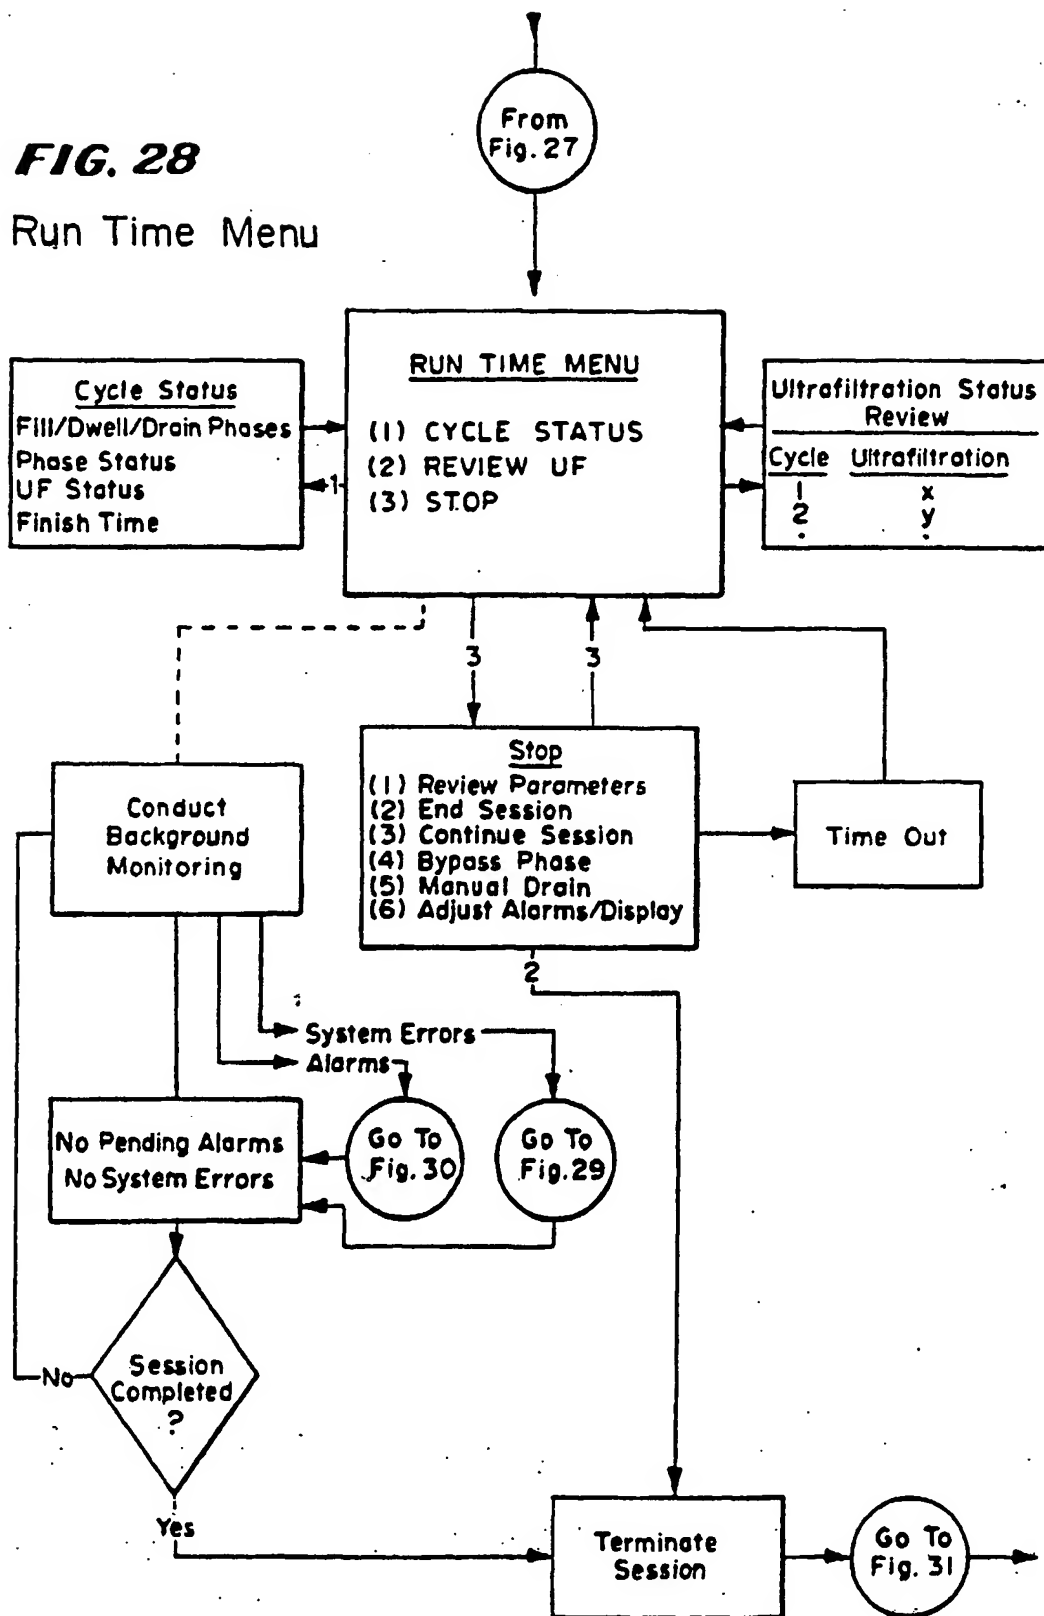 From
Fig. 27
FIG. 28
Run Time Menu
RUN TIME MENU
(1) CYCLE STATUS
(2) REVIEW UF
(3) STOP
Cycle Status
Fill/Dwell/Drain Phases
Phase Status
UF Status
Finish Time
1
Ultrafiltration Status
Review
Cycle Ultrafiltration
1 x
2 y
. .
3
3
Stop
(1) Review Parameters
(2) End Session
(3) Continue Session
(4) Bypass Phase
(5) Manual Drain
(6) Adjust Alarms/Display
Time Out
2
Conduct
Background
Monitoring
System Errors
Alarms
No Pending Alarms
No System Errors
Go To
Fig. 30
Go To
Fig. 29
Session
Completed
?
No
Yes
Terminate
Session
Go To
Fig. 31